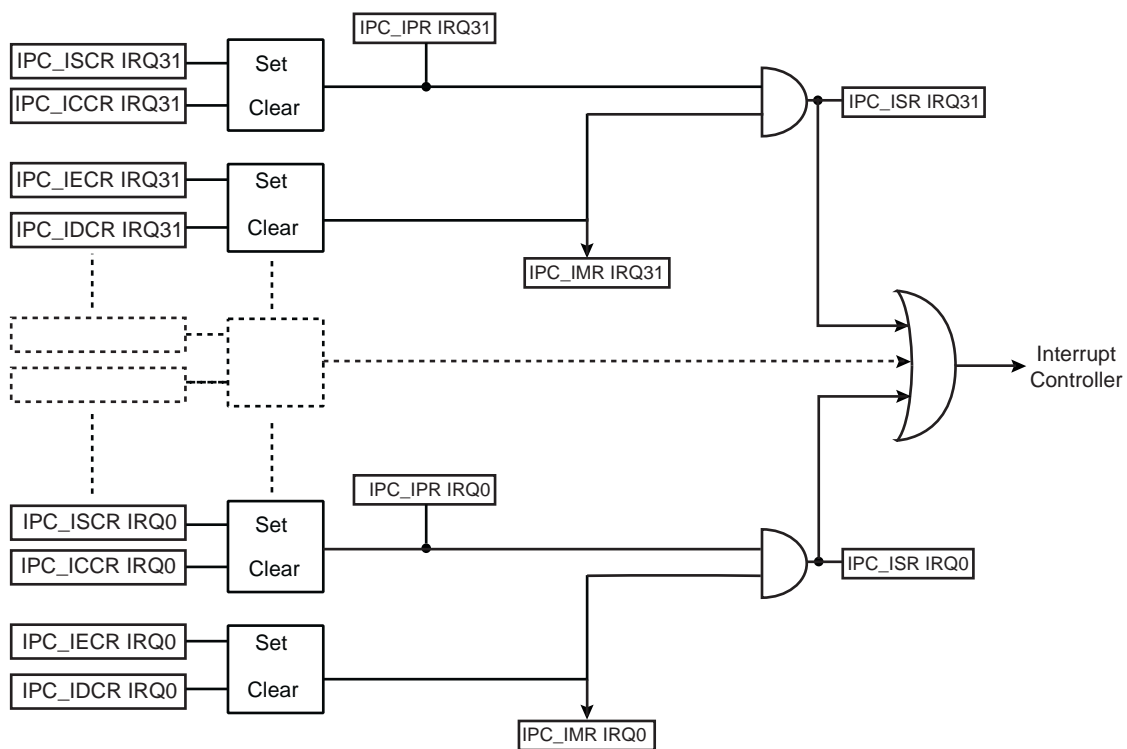 IPC_IPR IRQ31
IPC_ISCR IRQ31
Set
IPC_ICCR IRQ31
Clear
IPC_ISR IRQ31
IPC_IECR IRQ31
Set
IPC_IDCR IRQ31
Clear
IPC_IMR IRQ31
Interrupt
Controller
IPC_IPR IRQ0
IPC_ISCR IRQ0
Set
IPC_ICCR IRQ0
Clear
IPC_ISR IRQ0
IPC_IECR IRQ0
Set
IPC_IDCR IRQ0
Clear
IPC_IMR IRQ0